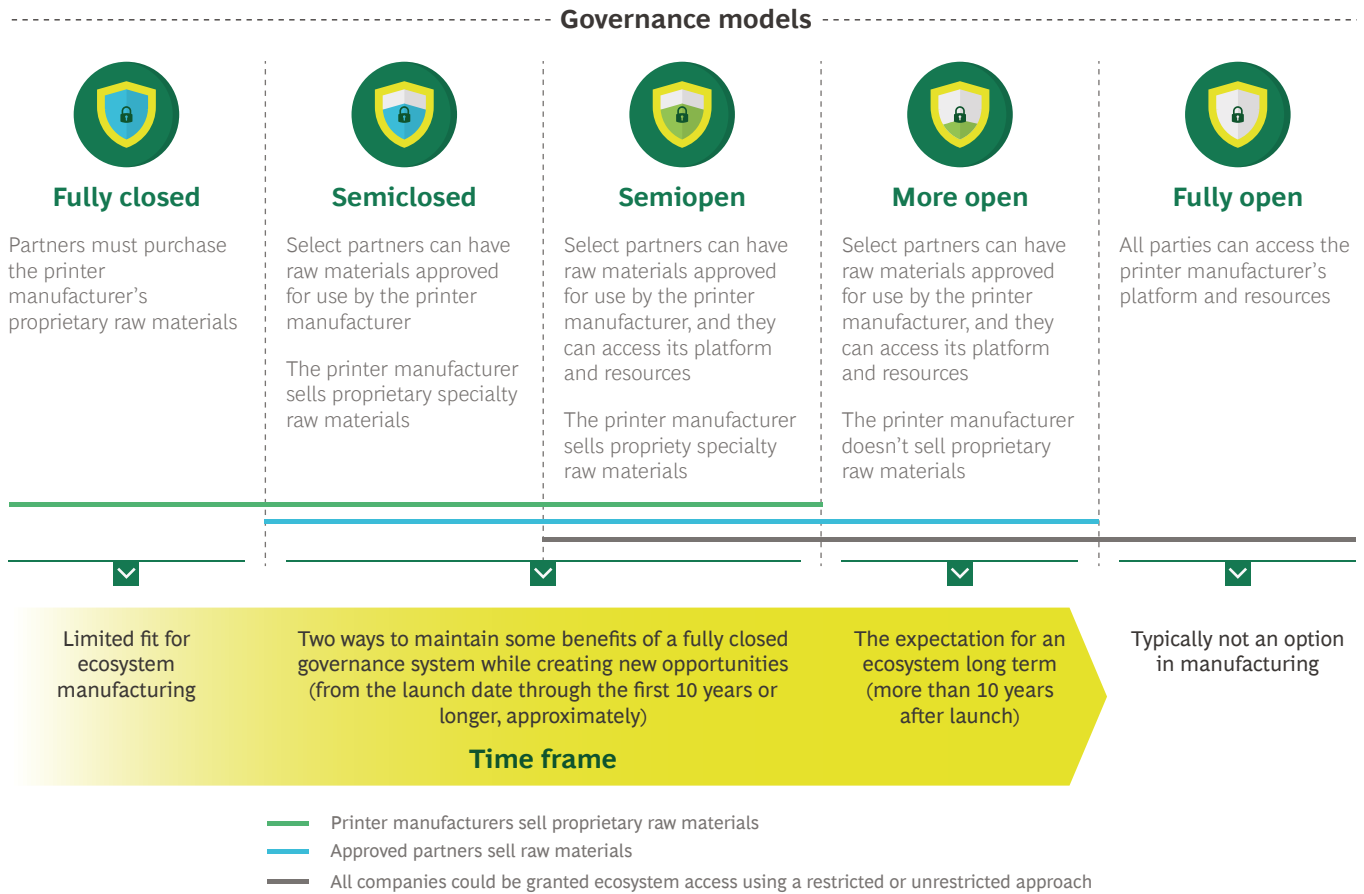 Governance models
Fully closed
Partners must purchase
the printer
manufacturer’s
proprietary raw materials
Semiclosed
Select partners can have
raw materials approved
for use by the printer
manufacturer
The printer manufacturer
sells proprietary specialty
raw materials
Semiopen
Select partners can have
raw materials approved
for use by the printer
manufacturer, and they
can access its platform
and resources
The printer manufacturer
sells propriety specialty
raw materials
More open
Select partners can have
raw materials approved
for use by the printer
manufacturer, and they
can access its platform
and resources
The printer manufacturer
doesn’t sell proprietary
raw materials
Fully open
All parties can access the
printer manufacturer’s
platform and resources
Limited fit for
ecosystem
manufacturing
Two ways to maintain some benefits of a fully closed
governance system while creating new opportunities
(from the launch date through the first 10 years or
longer, approximately)
The expectation for an
ecosystem long term
(more than 10 years
after launch)
Typically not an option
in manufacturing
Time frame
Printer manufacturers sell proprietary raw materials
Approved partners sell raw materials
All companies could be granted ecosystem access using a restricted or unrestricted approach